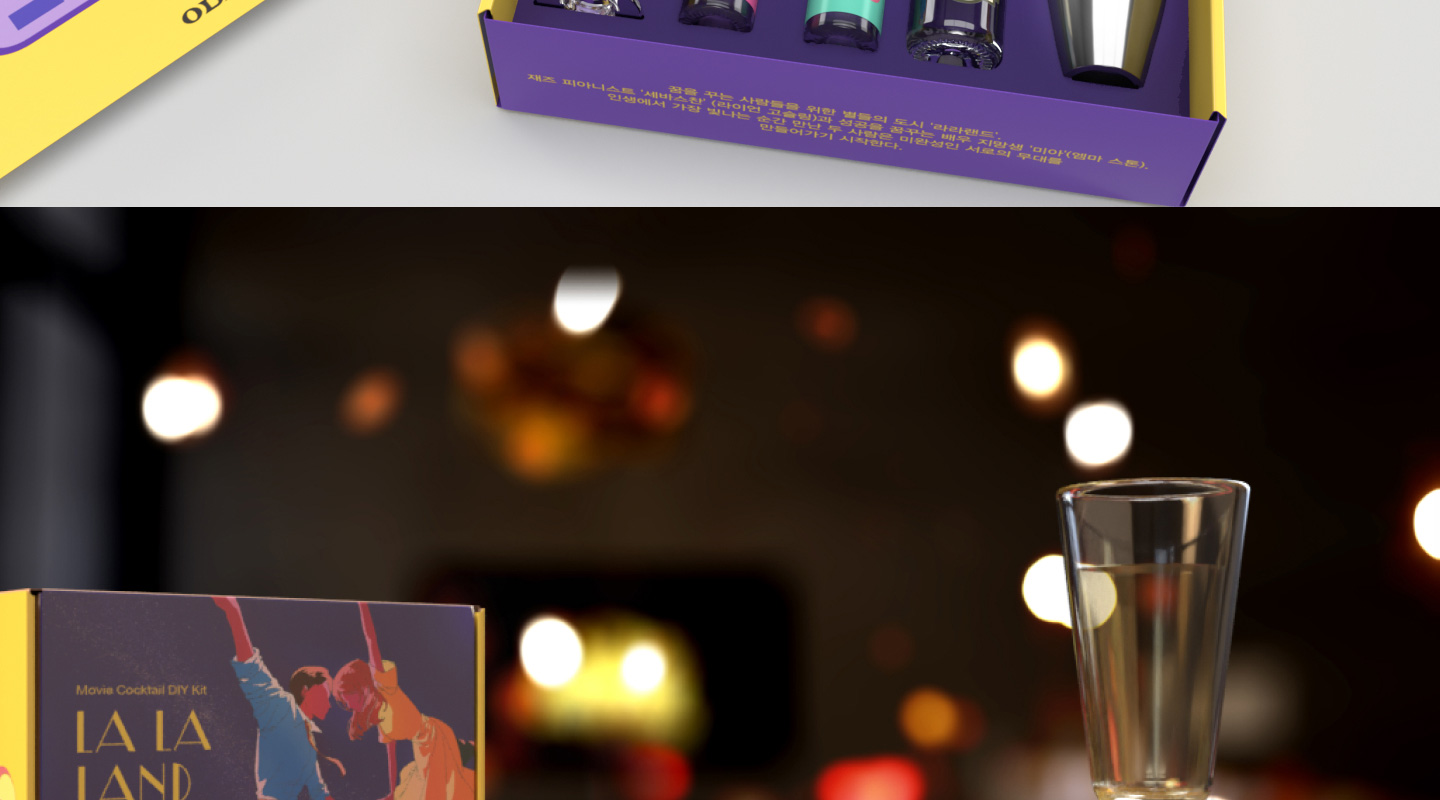 OL
꿈을 꾸는 사람들을 위한 별들의 도시 '라라랜드'.
재즈 피아니스트 '세바스찬' (라이언 고슬링)과 성공을 꿈꾸는 배우 지망생 '미아'(엠마 스톤).
인생에서 가장 빛나는 순간 만난 두 사람은 미완성인 서로의 무대를
만들어가기 시작한다.
Movie Cocktail DIY Kit
LA LA
LAND